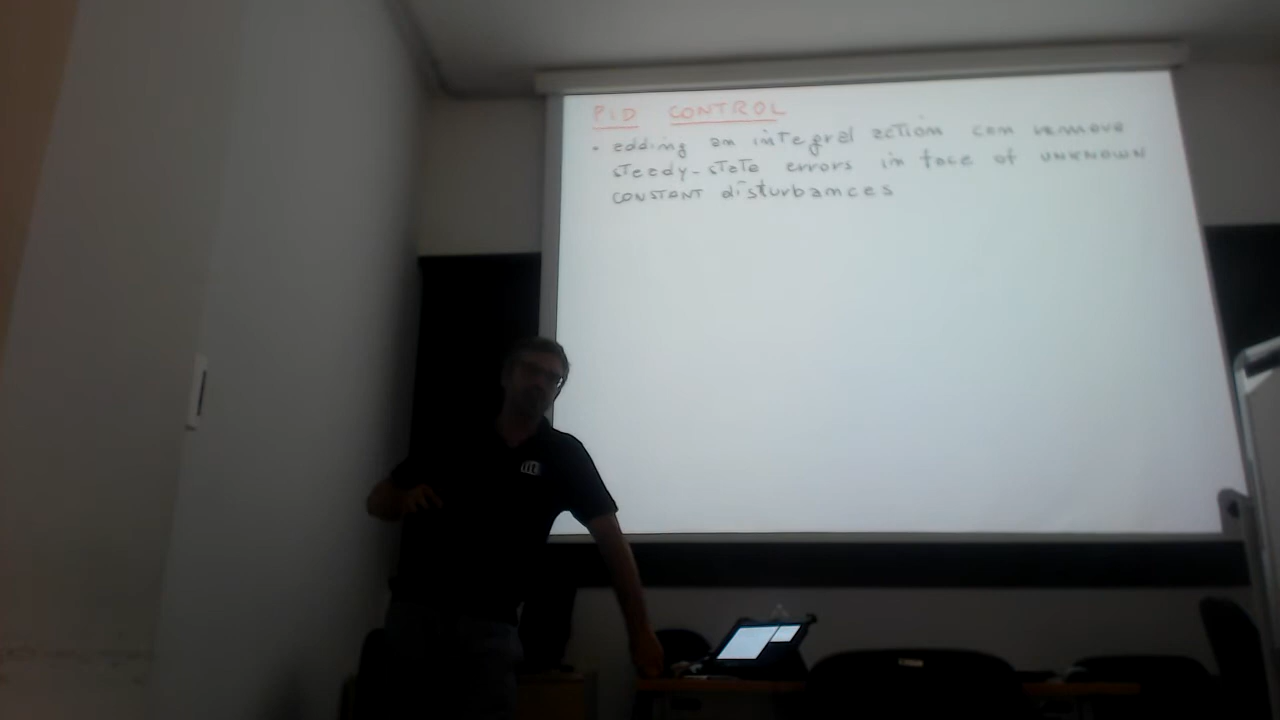 PID CONTROL
• adding an integral action can remove
steady-state errors in face of UNKNOWN
CONSTANT disturbances